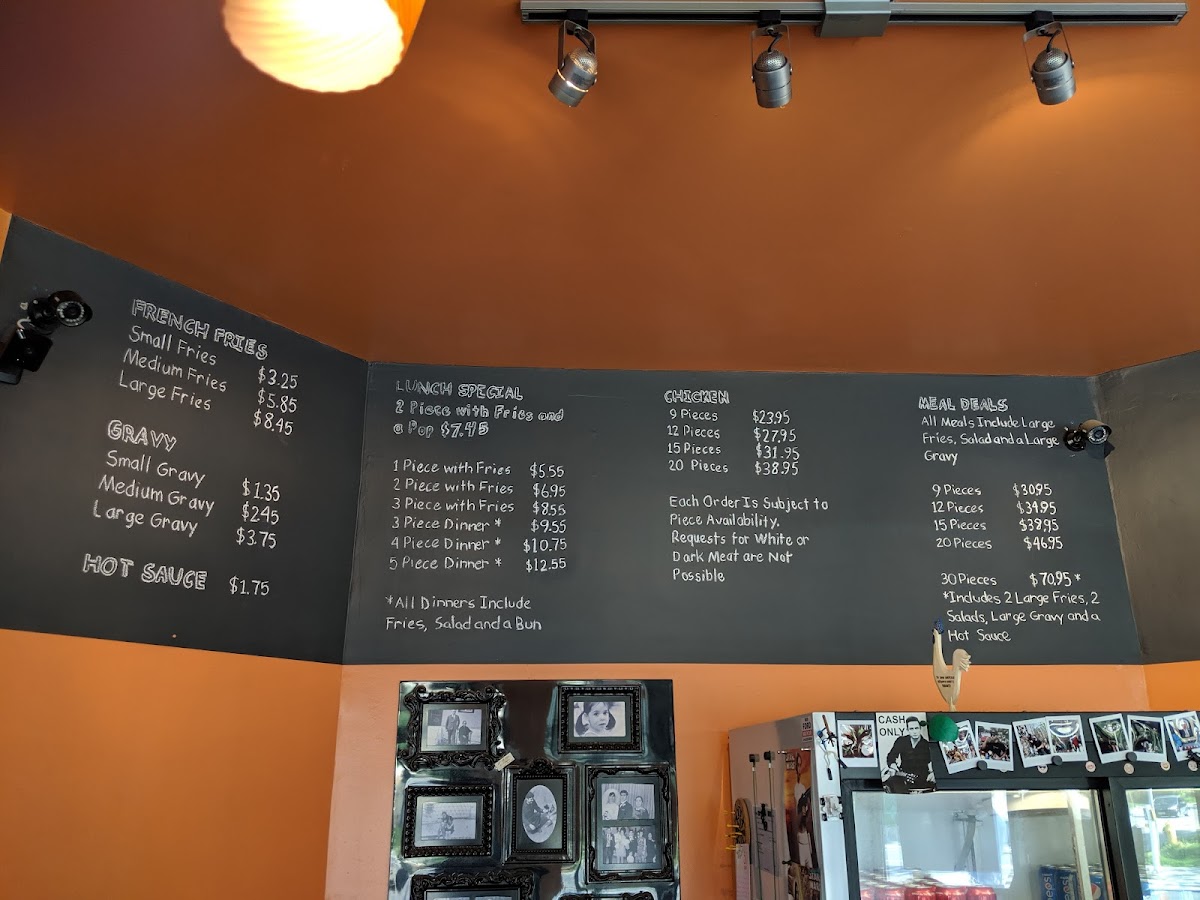 FRENCH FRIES
Small Fries $3.25
Medium Fries $5.85
Large Fries $8.45
GRAVY
Small Gravy $1.35
Medium Gravy $2.45
Large Gravy $3.75
HOT SAUCE $1.75
LUNCH SPECIAL
2 Piece with Fries and
a Pop $7.45
1 Piece with Fries $5.55
2 Piece with Fries $6.95
3 Piece with Fries $8.55
3 Piece Dinner * $9.55
4 Piece Dinner * $10.75
5 Piece Dinner * $12.55
*All Dinners Include
Fries, Salad and a Bun
CHICKEN
9 Pieces $23.95
12 Pieces $27.95
15 Pieces $31.95
20 Pieces $38.95
Each Order Is Subject to
Piece Availability.
Requests for White or
Dark Meat are Not
Possible
MEAL DEALS
All Meals Include Large
Fries, Salad and a Large
Gravy
9 Pieces $30.95
12 Pieces $34.95
15 Pieces $38.95
20 Pieces $46.95
30 Pieces $70.95 *
*Includes 2 Large Fries, 2
Salads, Large Gravy and a
Hot Sauce
CASH
ONLY
pepsi